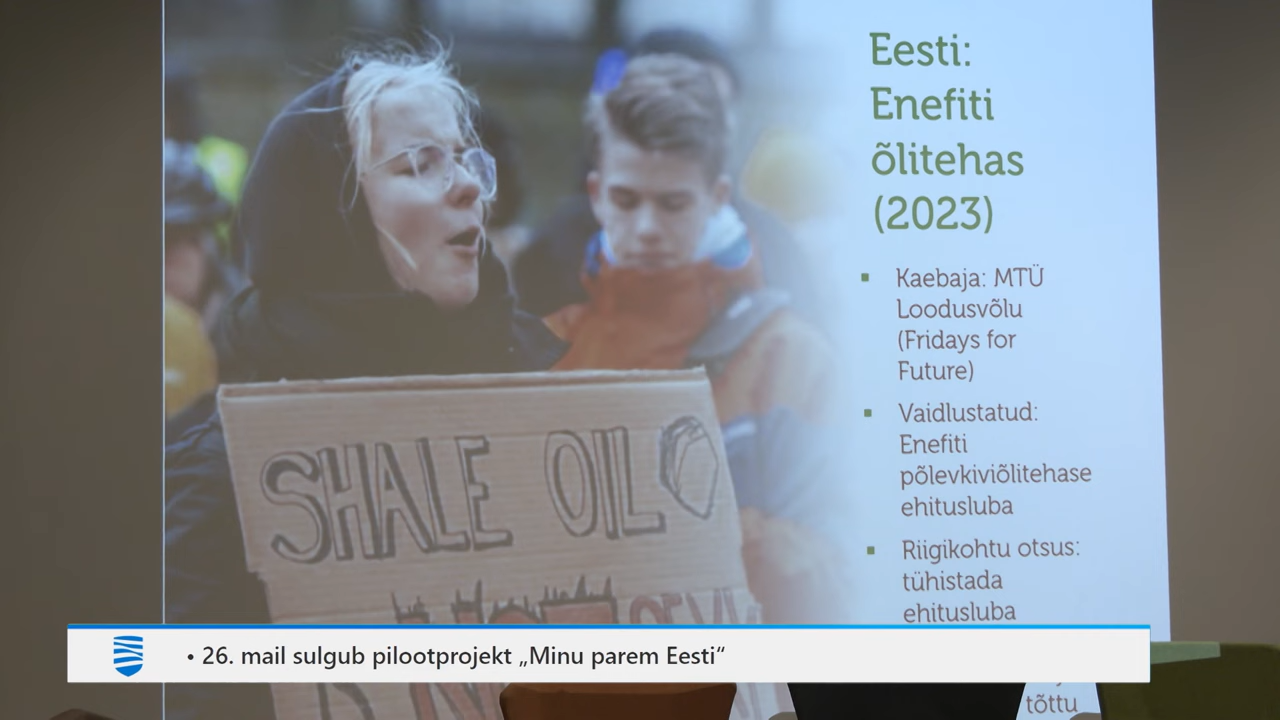 Eesti:
Enefiti
õlitehas
(2023)
▪ Kaebaja: MTÜ
Loodusvõlu
(Fridays for
Future)
▪ Vaidlustatud:
Enefiti
põlevkiviõlitehase
ehitusluba
▪ Riigikohtu otsus:
tühistada
ehitusluba
tõttu
SHALE OIL
• 26. mail sulgub pilootprojekt „Minu parem Eesti“